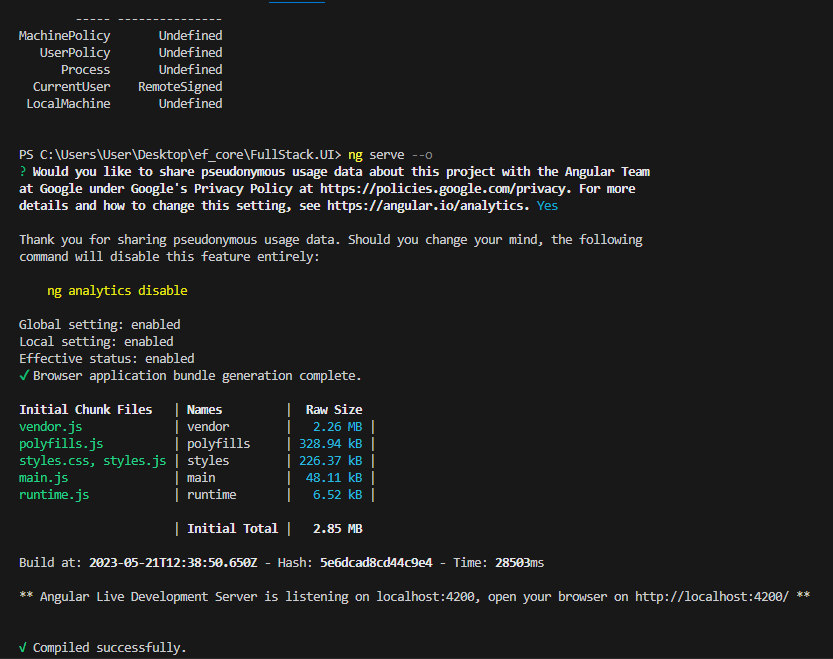 ----- ---------------
MachinePolicy Undefined
UserPolicy Undefined
Process Undefined
CurrentUser RemoteSigned
LocalMachine Undefined
PS C:\Users\User\Desktop\ef_core\FullStack.UI> ng serve --o
? Would you like to share pseudonymous usage data about this project with the Angular Team
at Google under Google's Privacy Policy at https://policies.google.com/privacy. For more
details and how to change this setting, see https://angular.io/analytics. Yes
Thank you for sharing pseudonymous usage data. Should you change your mind, the following
command will disable this feature entirely:
ng analytics disable
Global setting: enabled
Local setting: enabled
Effective status: enabled
√ Browser application bundle generation complete.
Initial Chunk Files | Names | Raw Size
vendor.js | vendor | 2.26 MB |
polyfills.js | polyfills | 328.94 kB |
styles.css, styles.js | styles | 226.37 kB |
main.js | main | 48.11 kB |
runtime.js | runtime | 6.52 kB |
| Initial Total | 2.85 MB
Build at: 2023-05-21T12:38:50.650Z - Hash: 5e6dcad8cd44c9e4 - Time: 28503ms
** Angular Live Development Server is listening on localhost:4200, open your browser on http://localhost:4200/ **
√ Compiled successfully.